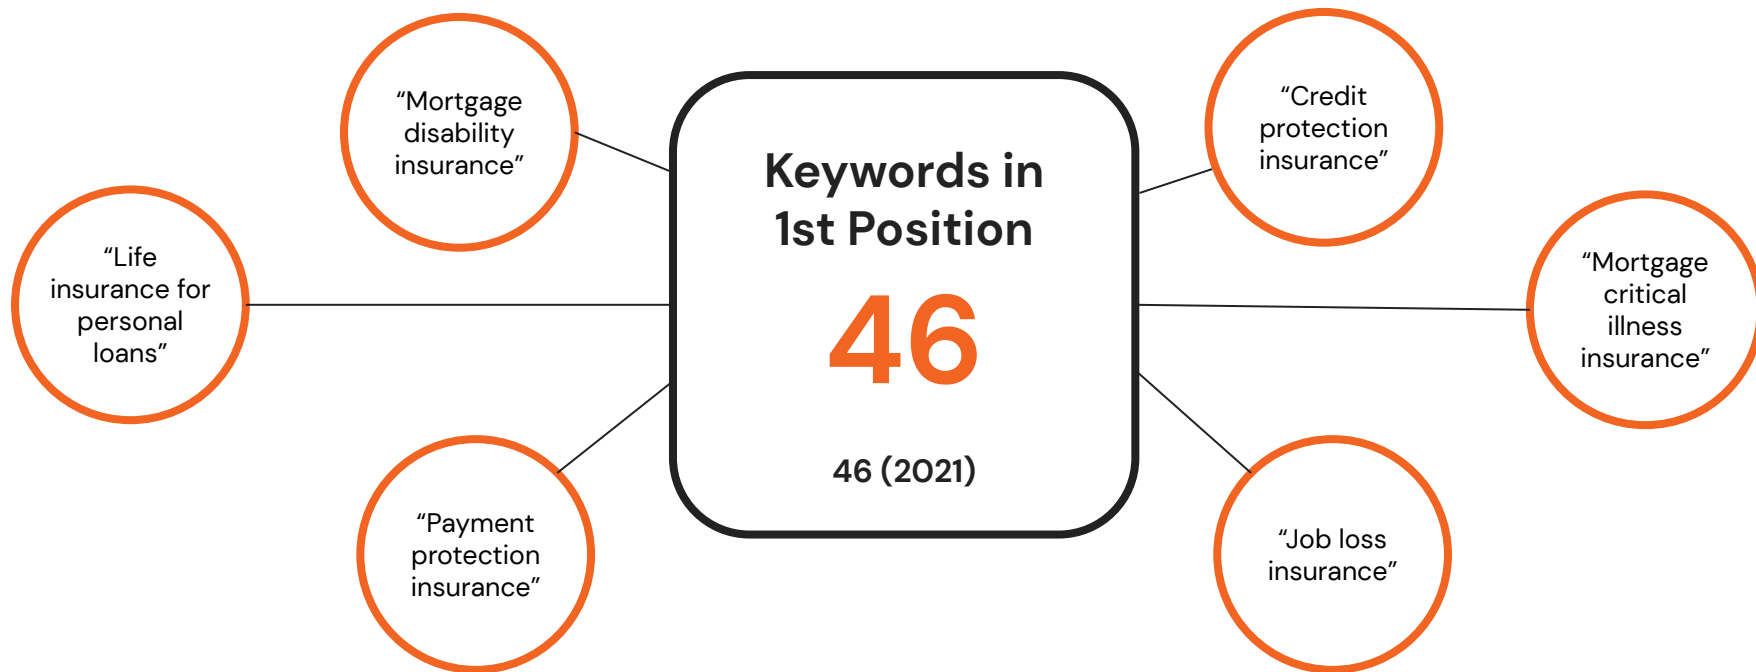 “Mortgage
disability
insurance”
“Life
insurance for
personal
loans”
“Payment
protection
insurance”
Keywords in
1st Position
46
46 (2021)
“Credit
protection
insurance”
“Mortgage
critical
illness
insurance”
“Job loss
insurance”